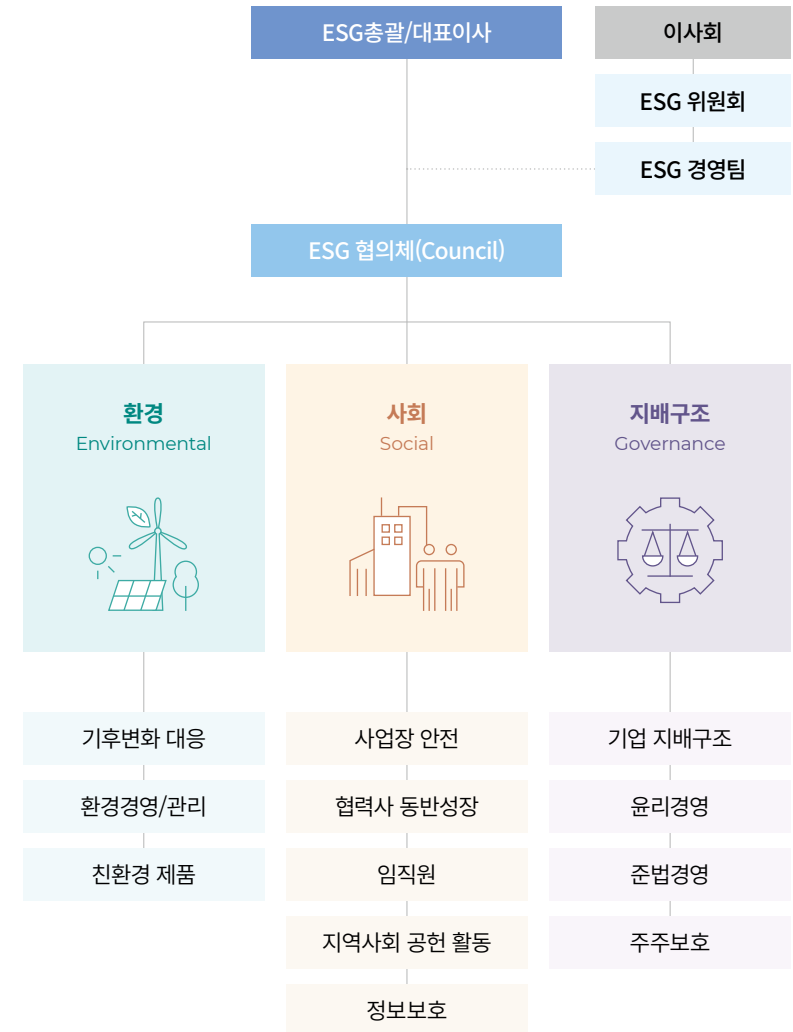 ESG총괄/대표이사
이사회
ESG 위원회
ESG 경영팀
ESG 협의체(Council)
환경
Environmental
사회
Social
지배구조
Governance
기후변화 대응
환경경영/관리
친환경 제품
사업장 안전
협력사 동반성장
임직원
지역사회 공헌 활동
정보보호
기업 지배구조
윤리경영
준법경영
주주보호